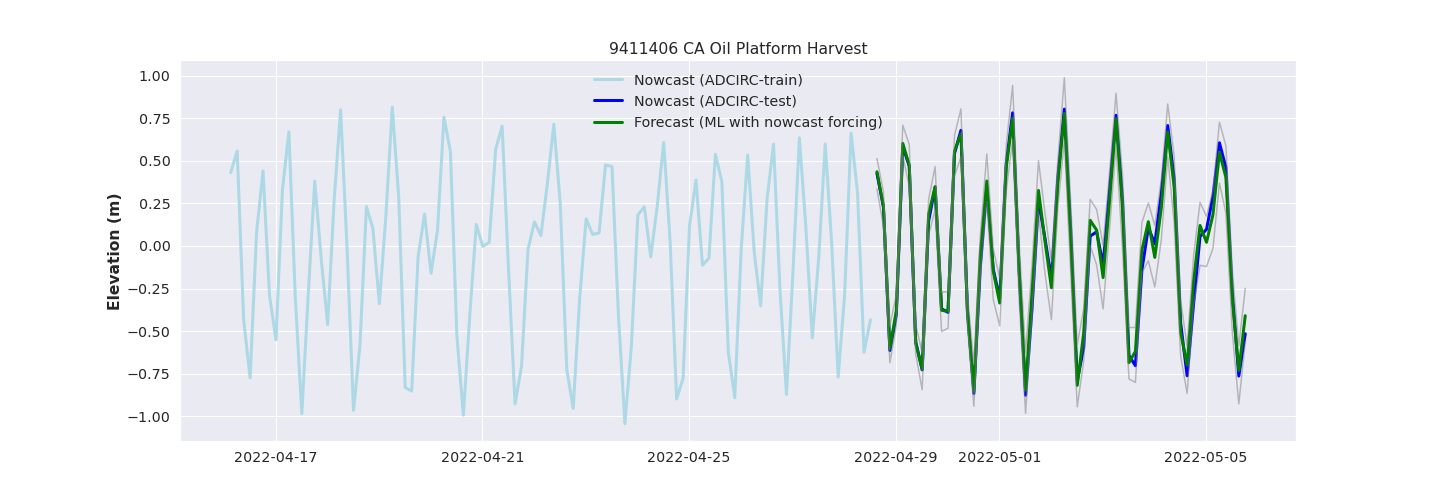 9411406 CA Oil Platform Harvest
Nowcast (ADCIRC-train)
Nowcast (ADCIRC-test)
Forecast (ML with nowcast forcing)
Elevation (m)
1.00
0.75
0.50
0.25
0.00
−0.25
−0.50
−0.75
−1.00
2022-04-17 2022-04-21 2022-04-25 2022-04-29 2022-05-01 2022-05-05